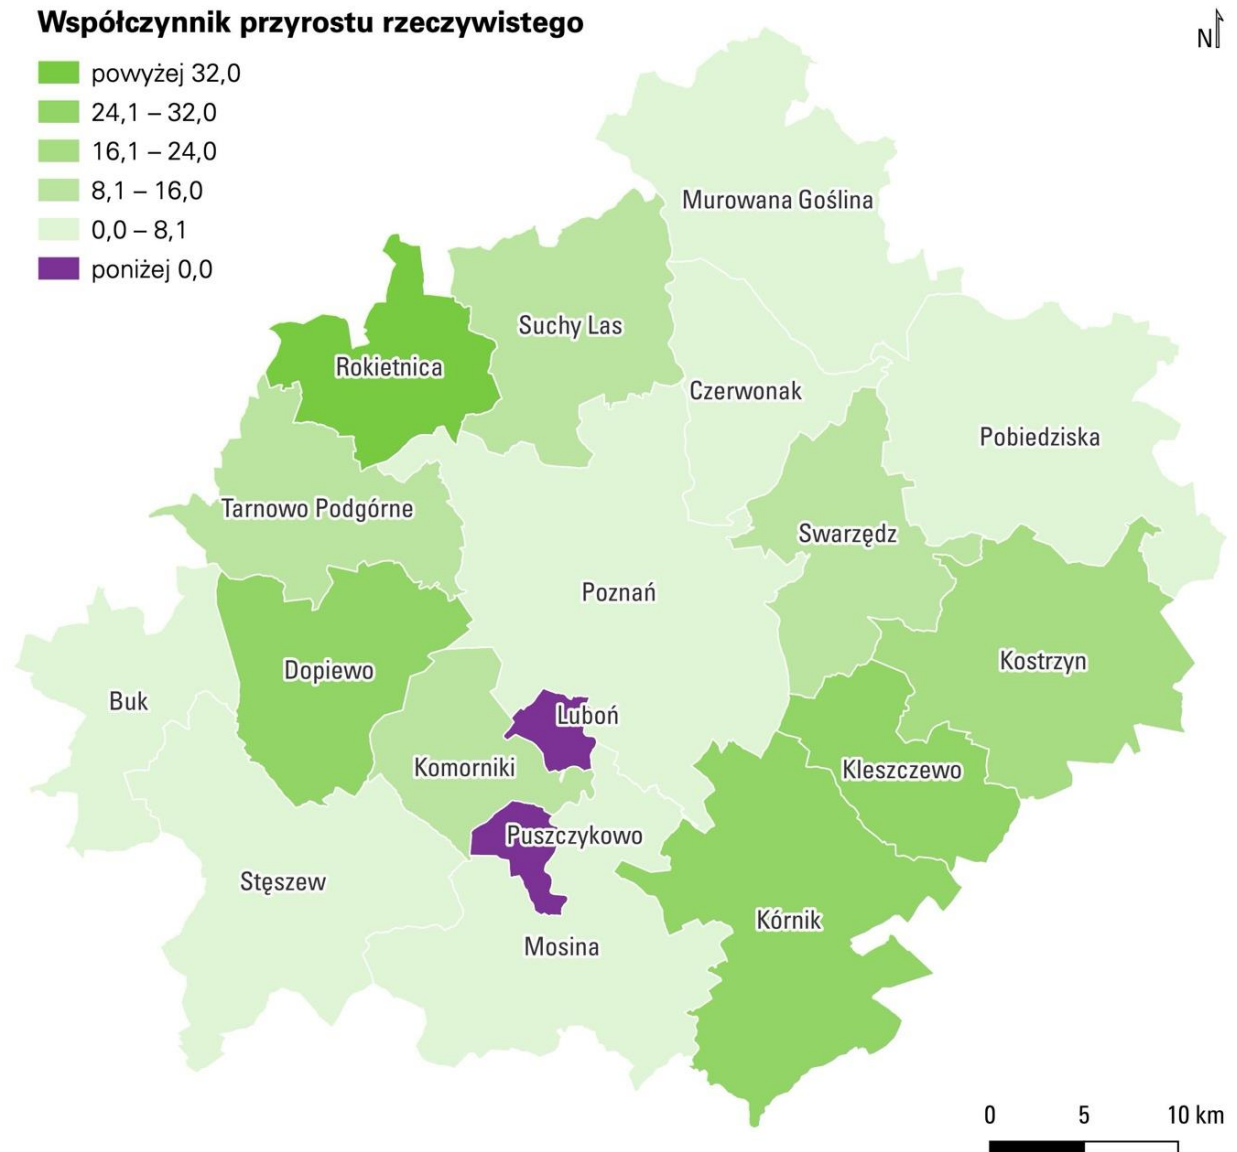 Współczynnik przyrostu rzeczywistego
N
powyżej 32,0
24,1 – 32,0
16,1 – 24,0
8,1 – 16,0
0,0 – 8,1
poniżej 0,0
Murowana Goślina
Suchy Las
Rokietnica
Czerwonak
Pobiedziska
Tarnowo Podgórne
Swarzędz
Poznań
Kostrzyn
Dopiewo
Buk
Luboń
Komorniki
Kleszczewo
Puszczykowo
Stęszew
Kórnik
Mosina
0 5 10 km